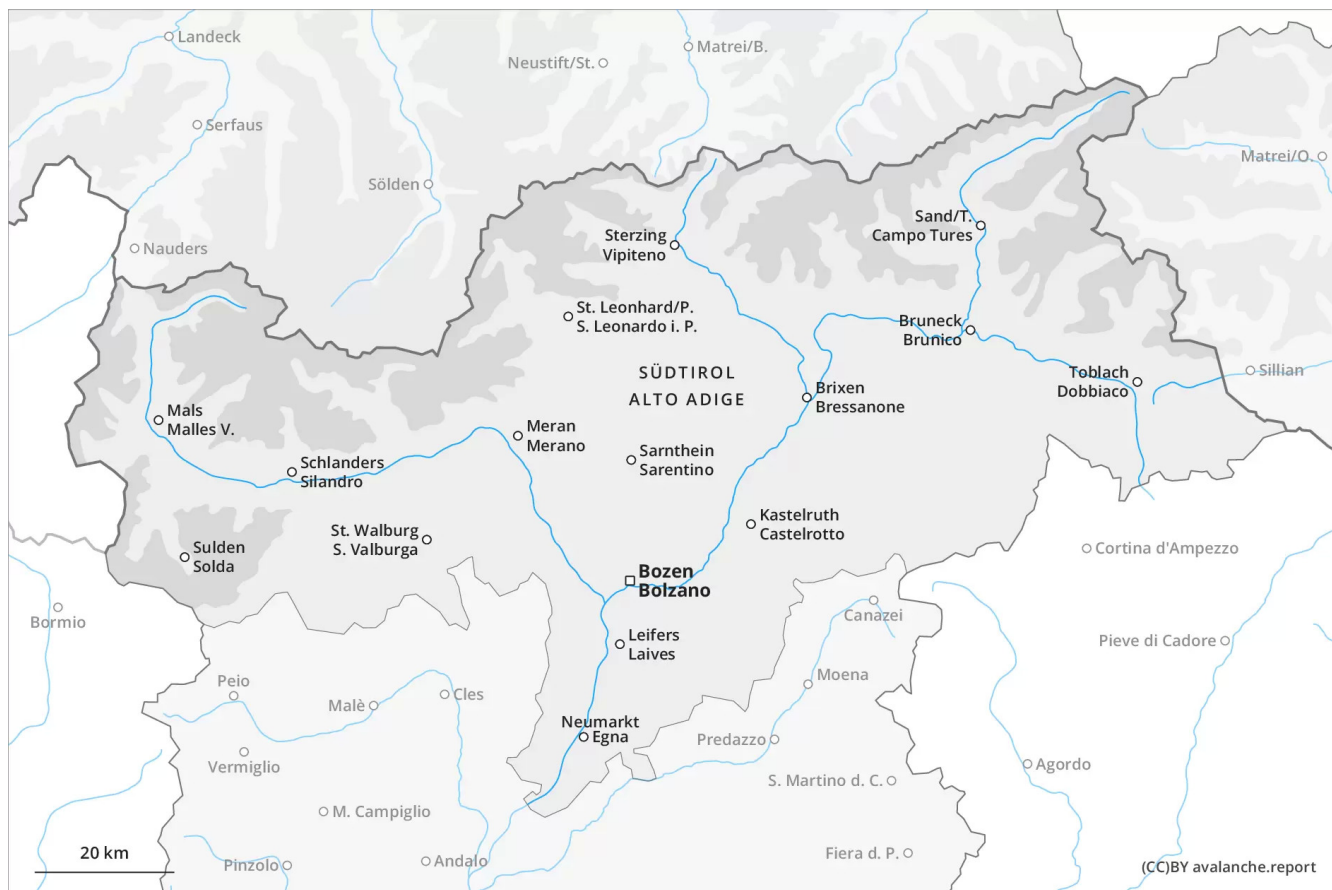 Landeck
Matrei/B.
Neustift/St.
Serfaus
Matrei/O.
Sölden
Nauders
Sand/T.
Campo Tures
Sterzing
Vipiteno
St. Leonhard/P.
S. Leonardo i. P.
Bruneck
Brunico
SÜDTIROL
ALTO ADIGE
Toblach
Dobbiaco
Sillian
Brixen
Bressanone
Mals
Malles V.
Meran
Merano
Sarnthein
Sarentino
Schlanders
Silandro
Kastelruth
Castelrotto
St. Walburg
S. Valburga
Sulden
Solda
Cortina d'Ampezzo
Bozen
Bolzano
Bormio
Canazei
Leifers
Laives
Pieve di Cadore
Peio
Moena
Cles
Malè
Neumarkt
Egna
Predazzo
Vermiglio
Agordo
S. Martino d. C.
M. Campiglio
20 km
Pinzolo
Andalo
Fiera d. P.
(CC)BY avalanche.report